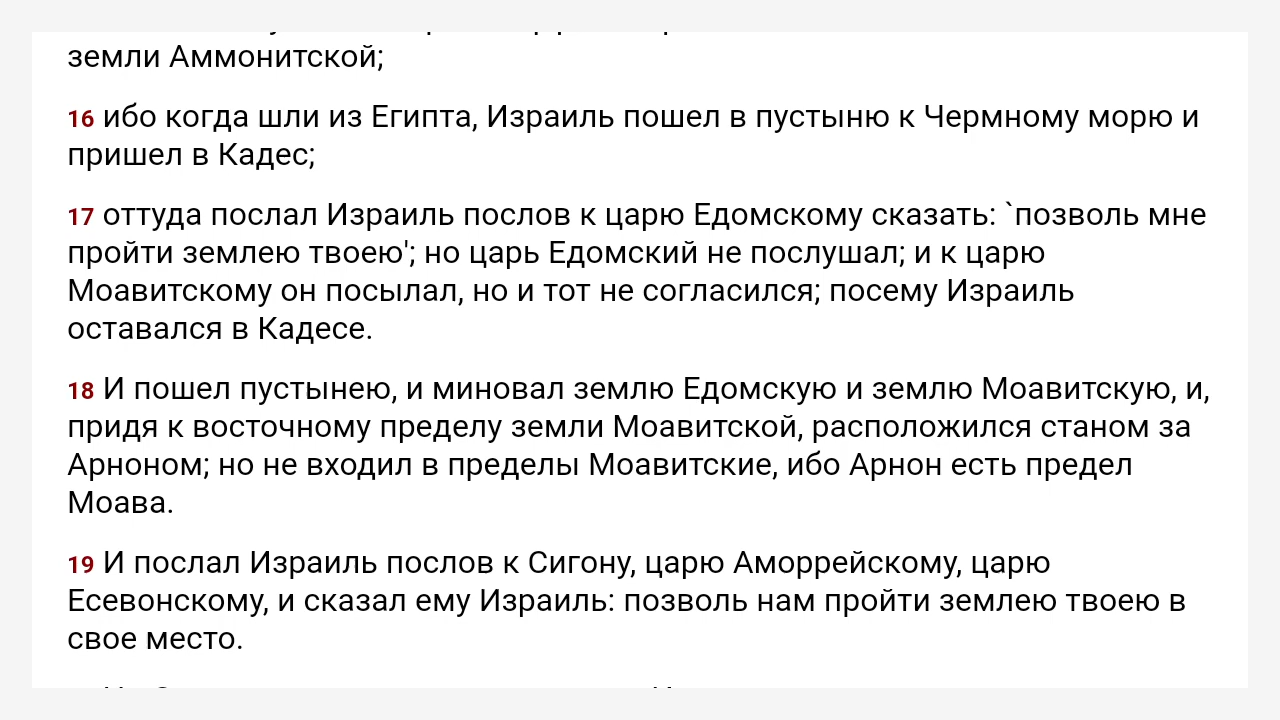 земли Аммонитской;
16 ибо когда шли из Египта, Израиль пошел в пустыню к Чермному морю и
пришел в Кадес;
17 оттуда послал Израиль послов к царю Едомскому сказать: `позволь мне
пройти землею твоею'; но царь Едомский не послушал; и к царю
Моавитскому он посылал, но и тот не согласился; посему Израиль
оставался в Кадесе.
18 И пошел пустынею, и миновал землю Едомскую и землю Моавитскую, и,
придя к восточному пределу земли Моавитской, расположился станом за
Арноном; но не входил в пределы Моавитские, ибо Арнон есть предел
Моава.
19 И послал Израиль послов к Сигону, царю Аморрейскому, царю
Есевонскому, и сказал ему Израиль: позволь нам пройти землею твоею в
свое место.